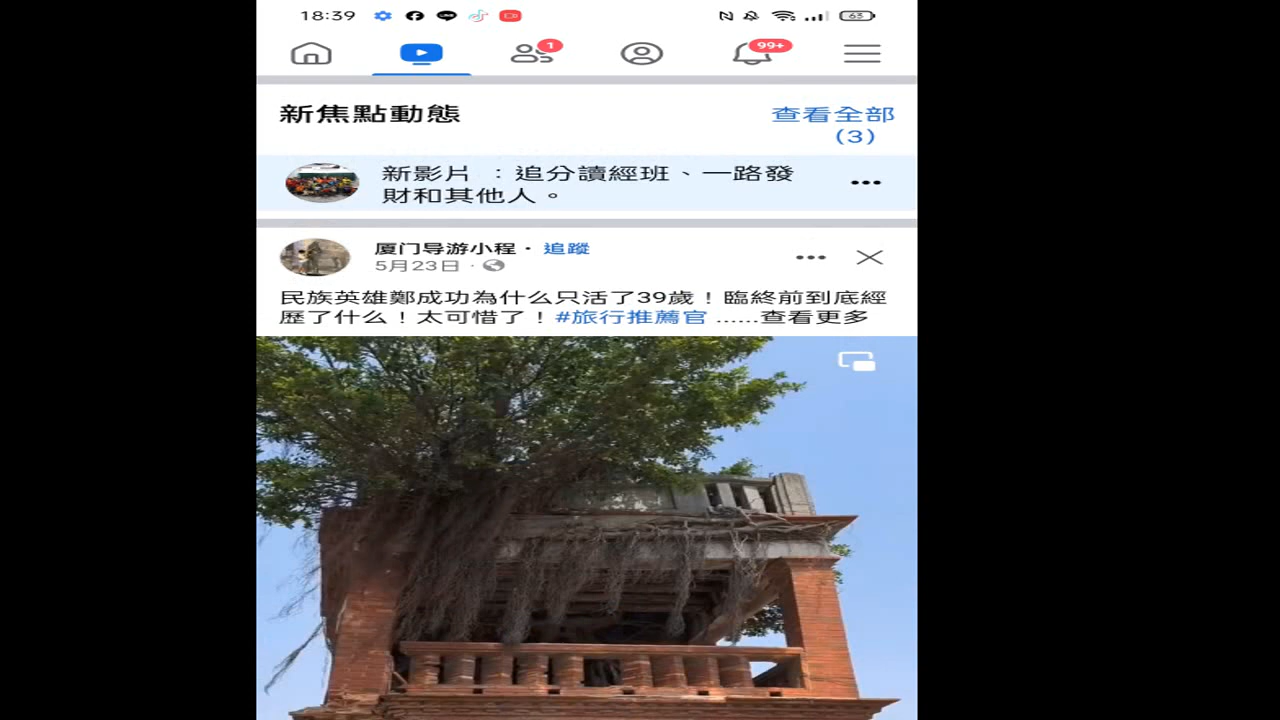 18:39
63
1
99+
新焦點動態
查看全部
(3)
新影片 ：追分讀經班、一路發
財和其他人。
厦门导游小程 · 追蹤
5月23日 ·
民族英雄鄭成功為什么只活了39歲！臨終前到底經
歷了什么！太可惜了！#旅行推薦官 ……查看更多